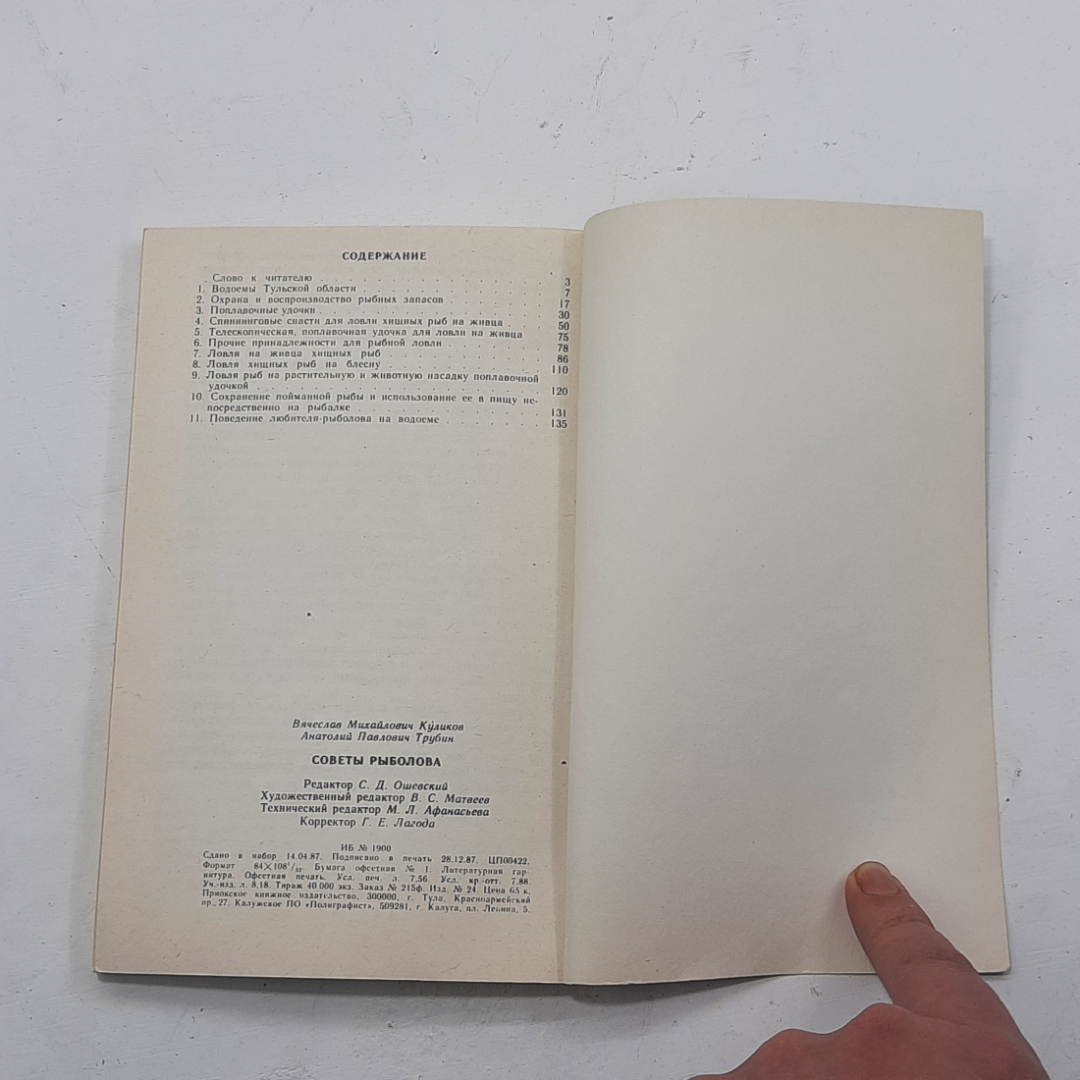 СОДЕРЖАНИЕ
Слово к читателю . . . . . . . . . . 3
1. Водоемы Тульской области . . . . . . . . . . 7
2. Охрана и воспроизводство рыбных запасов . . . . . 17
3. Поплавочные удочки . . . . . . . . . . 30
4. Спиннинговые снасти для ловли хищных рыб на живца . 50
5. Телескопическая, поплавочная удочка для ловли на живца 75
6. Прочие принадлежности для рыбной ловли . . . . . 78
7. Ловля на живца хищных рыб . . . . . . . . 86
8. Ловля хищных рыб на блесну . . . . . . . . 110
9. Ловля рыб на растительную и животную насадку поплавочной
удочкой . . . . . . . . . . 120
10. Сохранение пойманной рыбы и использование ее в пищу не-
посредственно на рыбалке . . . . . . . . . 131
11. Поведение любителя-рыболова на водоеме . . . . . 135
Вячеслав Михайлович Куликов
Анатолий Павлович Трубин
СОВЕТЫ РЫБОЛОВА
Редактор С. Д. Ошевский
Художественный редактор В. С. Матвеев
Технический редактор М. Л. Афанасьева
Корректор Г. Е. Лагода
ИБ № 1900
Сдано в набор 14.04.87. Подписано в печать 28.12.87. ЦП00422.
Формат 84×108¹/₃₂. Бумага офсетная № 1. Литературная гар-
нитура. Офсетная печать. Усл. печ. л. 7,56. Усл. кр.-отт. 7,88.
Уч.-изд. л. 8,18. Тираж 40 000 экз. Заказ № 215ф. Изд. № 24. Цена 65 к.
Приокское книжное издательство, 300000, г. Тула, Красноармейский
пр., 27. Калужское ПО «Полиграфист», 509281, г. Калуга, пл. Ленина, 5.